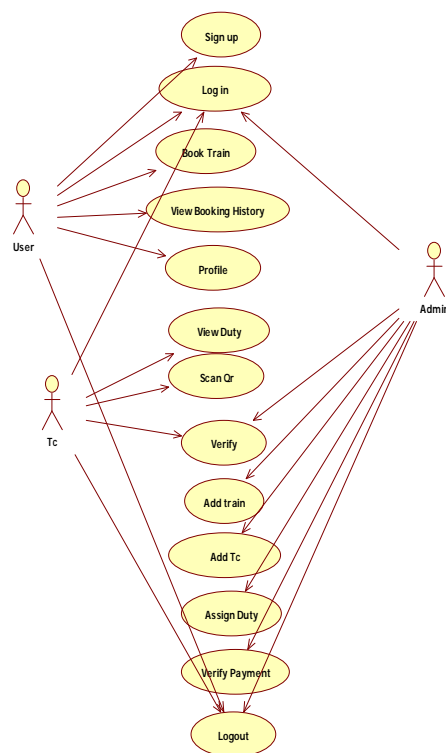 Sign up
Log in
Book Train
View Booking History
User
Profile
Admin
View Duty
Scan Qr
Tc
Verify
Add train
Add Tc
Assign Duty
Verify Payment
Logout